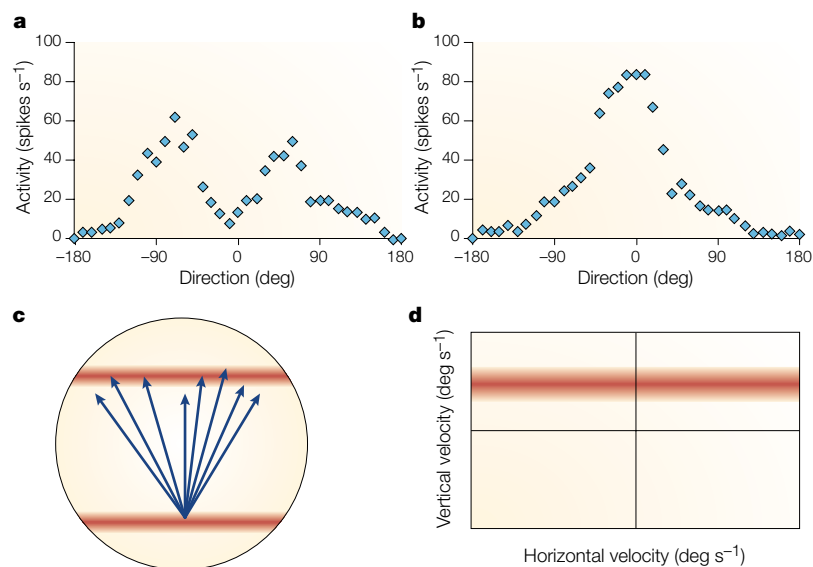 a
100
80
60
40
20
0
Activity (spikes s⁻¹)
−180
−90
0
90
180
Direction (deg)
b
100
80
60
40
20
0
Activity (spikes s⁻¹)
−180
−90
0
90
180
Direction (deg)
c
d
Vertical velocity (deg s⁻¹)
Horizontal velocity (deg s⁻¹)